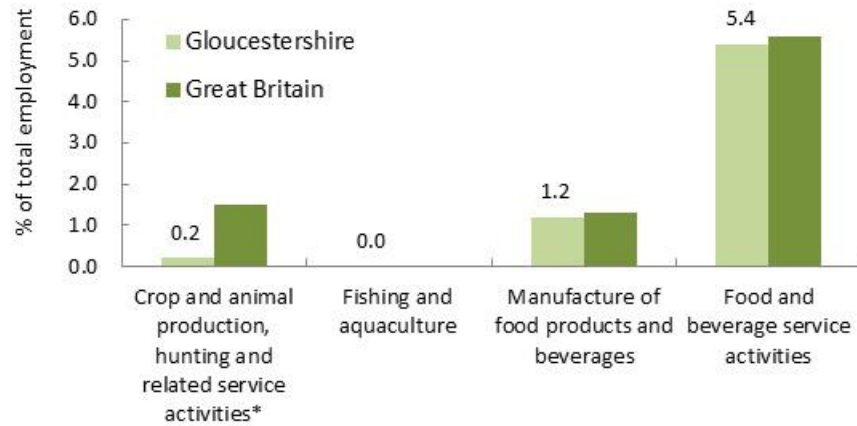 % of total employment
6.0
5.0
4.0
3.0
2.0
1.0
0.0
Gloucestershire
Great Britain
0.2
0.0
1.2
5.4
Crop and animal
production,
hunting and
related service
activities*
Fishing and
aquaculture
Manufacture of
food products and
beverages
Food and
beverage service
activities